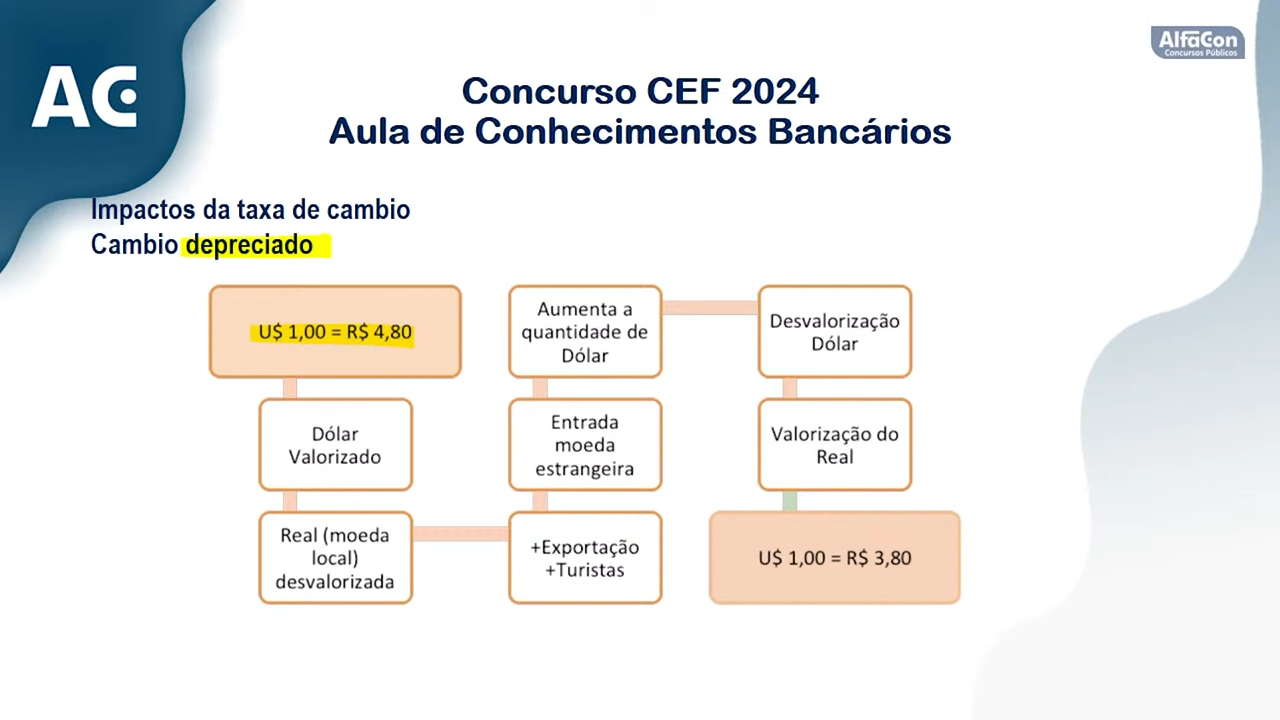 AC
AlfaCon
Concursos Públicos
Concurso CEF 2024
Aula de Conhecimentos Bancários
Impactos da taxa de cambio
Cambio depreciado
U$ 1,00 = R$ 4,80
Dólar
Valorizado
Real (moeda
local)
desvalorizada
+Exportação
+Turistas
Entrada
moeda
estrangeira
Aumenta a
quantidade de
Dólar
Desvalorização
Dólar
Valorização do
Real
U$ 1,00 = R$ 3,80